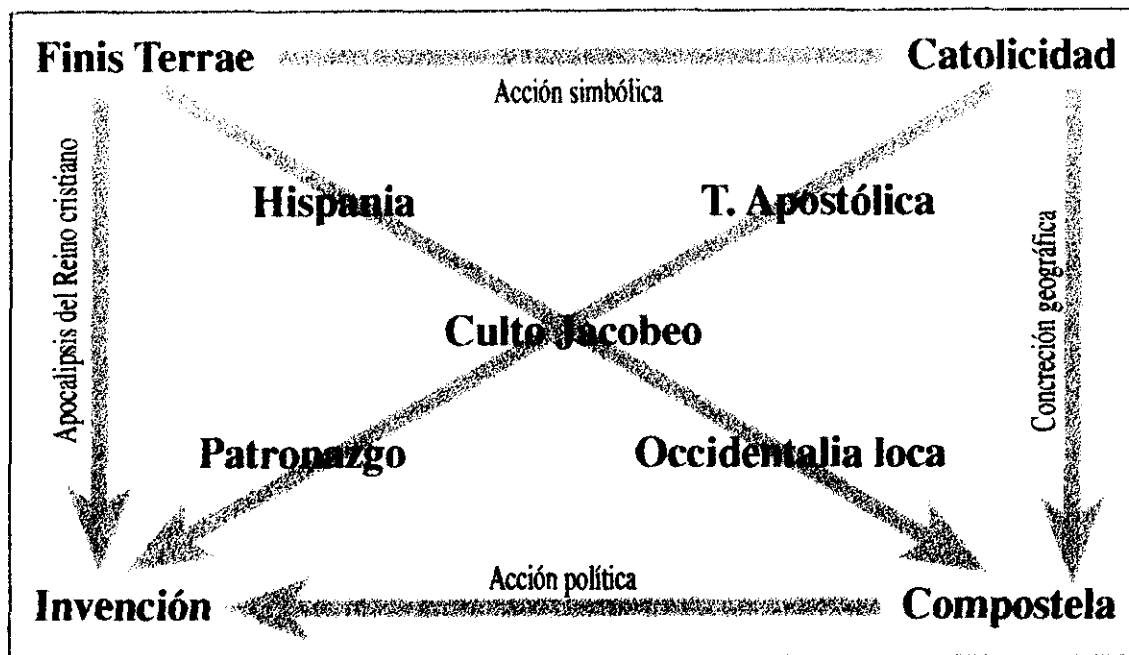 Finis Terrae
Catolicidad
Acción simbólica
Apocalipsis del Reino cristiano
Hispania
T. Apostólica
Concreción geográfica
Culto Jacobeo
Patronazgo
Occidentalia loca
Acción política
Invención
Compostela